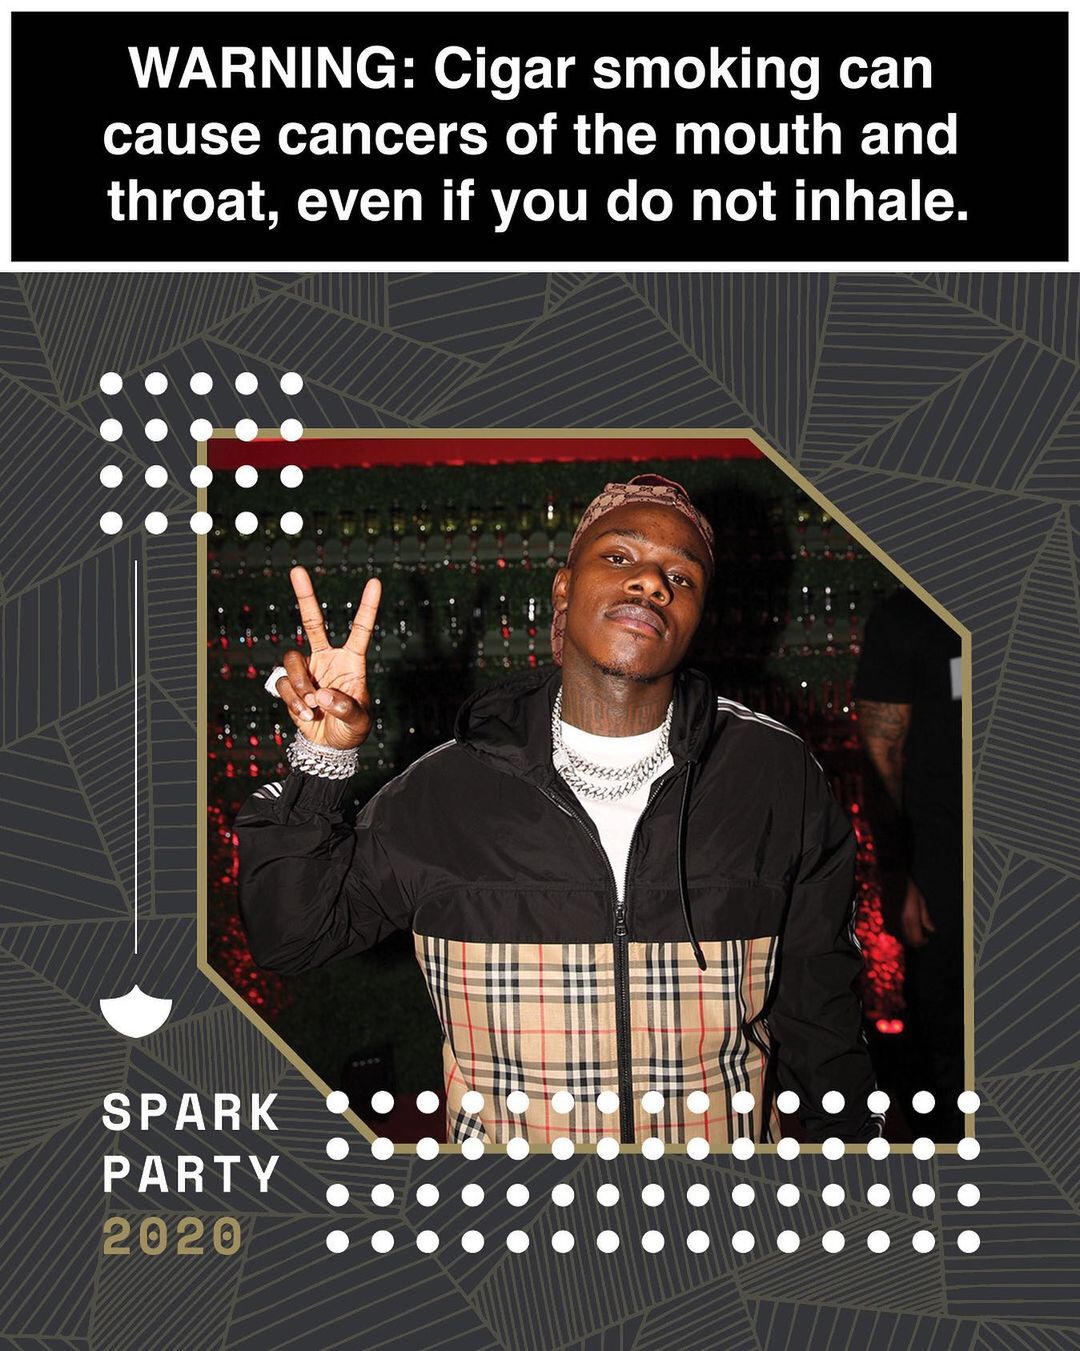 WARNING: Cigar smoking can
cause cancers of the mouth and
throat, even if you do not inhale.
SPARK
PARTY
2020